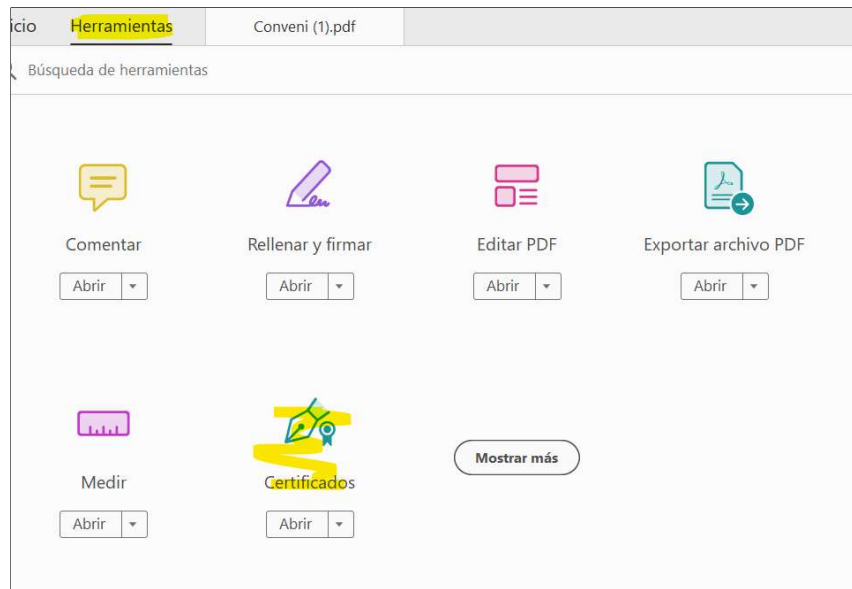 icio Herramientas Conveni (1).pdf
Búsqueda de herramientas
Comentar Rellenar y firmar Editar PDF Exportar archivo PDF
Abrir Abrir Abrir Abrir
Medir Certificados Mostrar más
Abrir Abrir